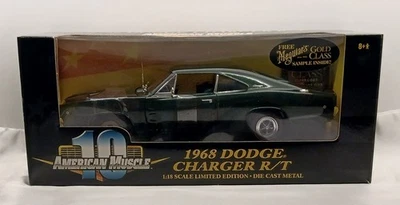 FREE
Meguiar's GOLD
CLASS
SAMPLE INSIDE!
8+
CLASS
10
AMERICAN MUSCLE
1968 DODGE
CHARGER R/T
1:18 SCALE LIMITED EDITION • DIE CAST METAL